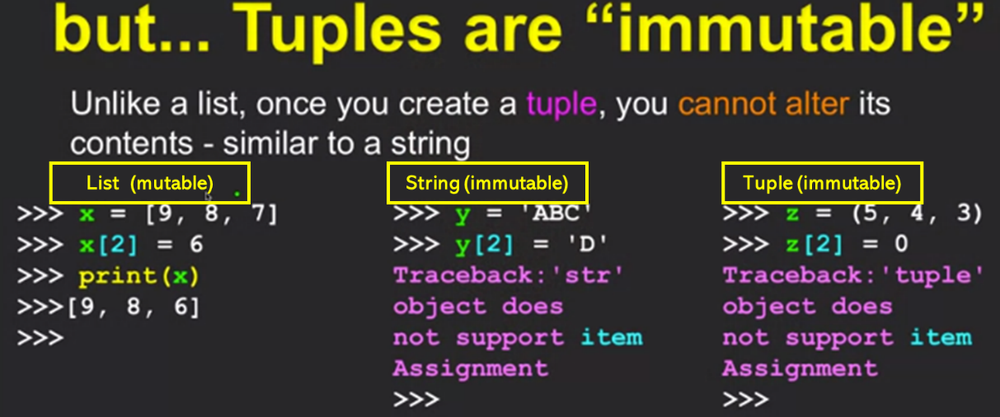 but... Tuples are “immutable”
Unlike a list, once you create a tuple, you cannot alter its
contents - similar to a string
List (mutable)
>>> x = [9, 8, 7]
>>> x[2] = 6
>>> print(x)
>>>[9, 8, 6]
>>>
String (immutable)
>>> y = 'ABC'
>>> y[2] = 'D'
Traceback:'str'
object does
not support item
Assignment
>>>
Tuple (immutable)
>>> z = (5, 4, 3)
>>> z[2] = 0
Traceback:'tuple'
object does
not support item
Assignment
>>>